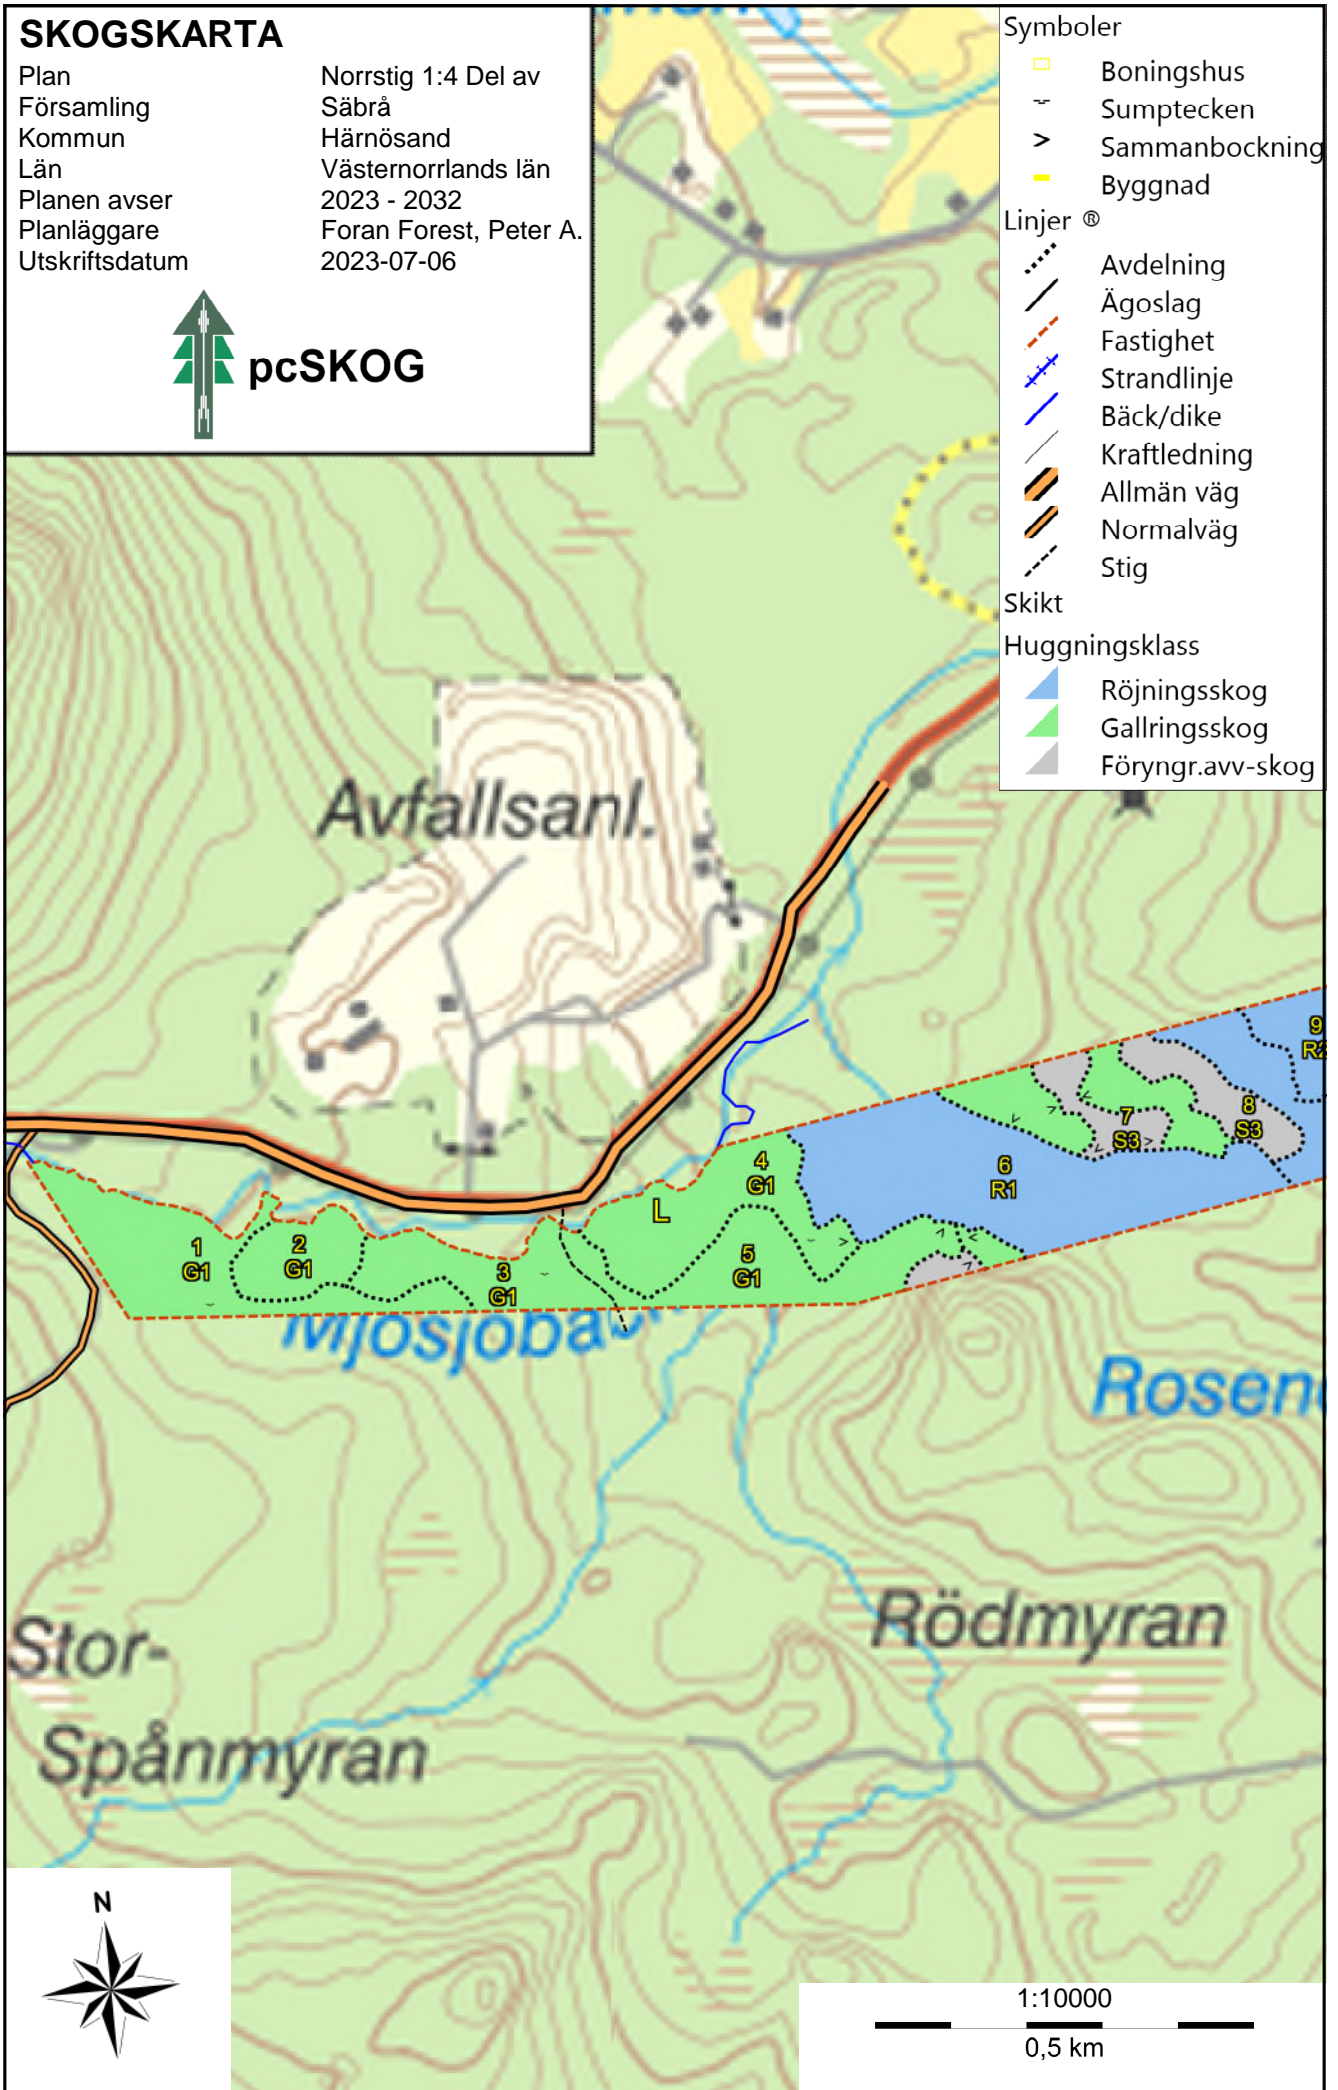 SKOGSKARTA
Plan Norrstig 1:4 Del av
Församling Säbrå
Kommun Härnösand
Län Västernorrlands län
Planen avser 2023 - 2032
Planläggare Foran Forest, Peter A.
Utskriftsdatum 2023-07-06
pcSKOG
Symboler
Boningshus
Sumptecken
Sammanbockning
Byggnad
Linjer ®
Avdelning
Ägoslag
Fastighet
Strandlinje
Bäck/dike
Kraftledning
Allmän väg
Normalväg
Stig
Skikt
Huggningsklass
Röjningsskog
Gallringsskog
Föryngr.avv-skog
Avfallsanl.
9
R2
7
S3
8
S3
4
G1
6
R1
L
1
G1
2
G1
3
G1
5
G1
Rosen
Rödmyran
Stor-
Spånmyran
N
1:10000
0,5 km